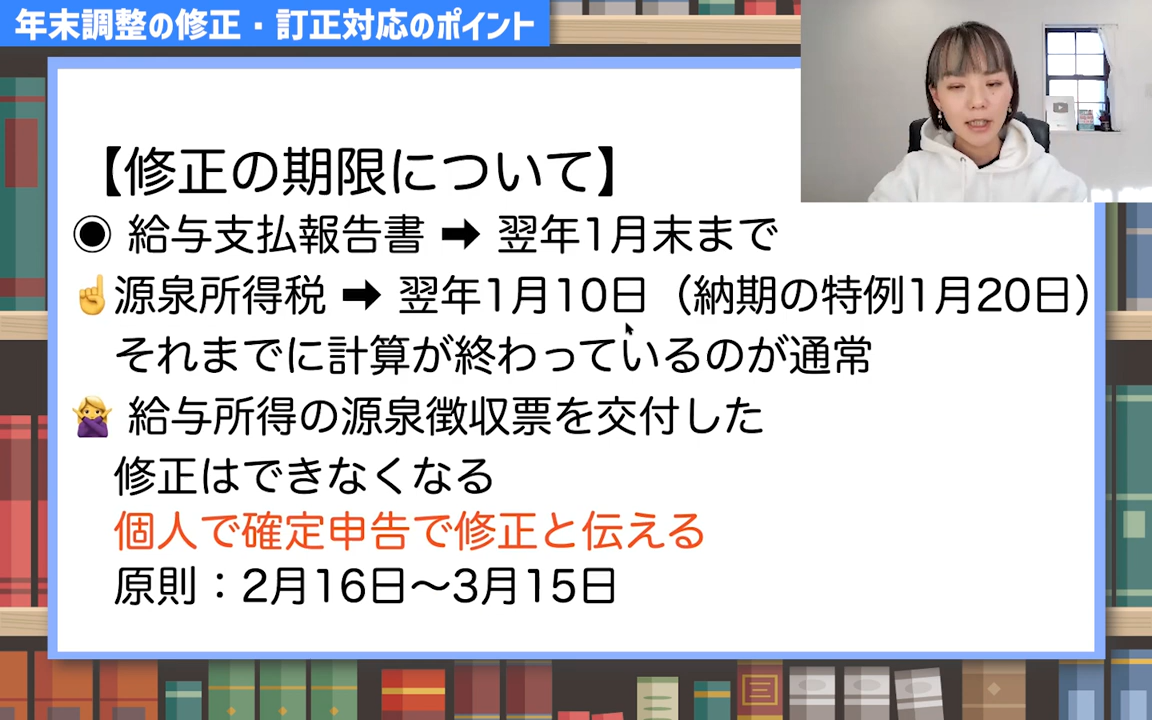 年末調整の修正・訂正対応のポイント
【修正の期限について】
◉ 給与支払報告書 ➡ 翌年1月末まで
☝源泉所得税 ➡ 翌年1月10日（納期の特例1月20日）
それまでに計算が終わっているのが通常
🙅‍♀️ 給与所得の源泉徴収票を交付した
修正はできなくなる
個人で確定申告で修正と伝える
原則：2月16日～3月15日